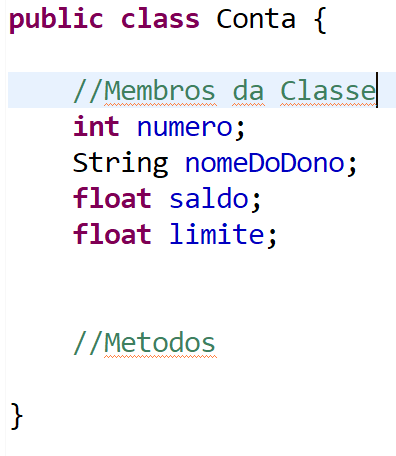 public class Conta {
//Membros da Classe
int numero;
String nomeDoDono;
float saldo;
float limite;
//Metodos
}